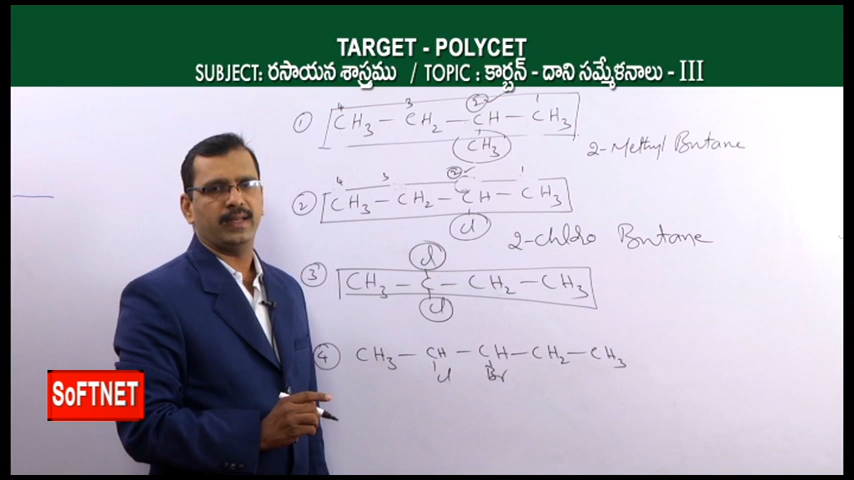 TARGET - POLYCET
SUBJECT: రసాయన శాస్త్రము / TOPIC : కార్బన్ - దాని సమ్మేళనాలు - III
4 3 2 1
① CH3 — CH2 — CH — CH3
CH3
2-Methyl Butane
4 3 2 1
② CH3 — CH2 — CH — CH3
Cl
2-chloro Butane
Cl
③ CH3 — C — CH2 — CH3
Cl
④ CH3 — CH — CH — CH2 — CH3
Cl Br
SoFTNET